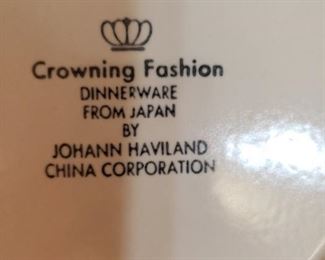 Crowning Fashion
DINNERWARE
FROM JAPAN
BY
JOHANN HAVILAND
CHINA CORPORATION